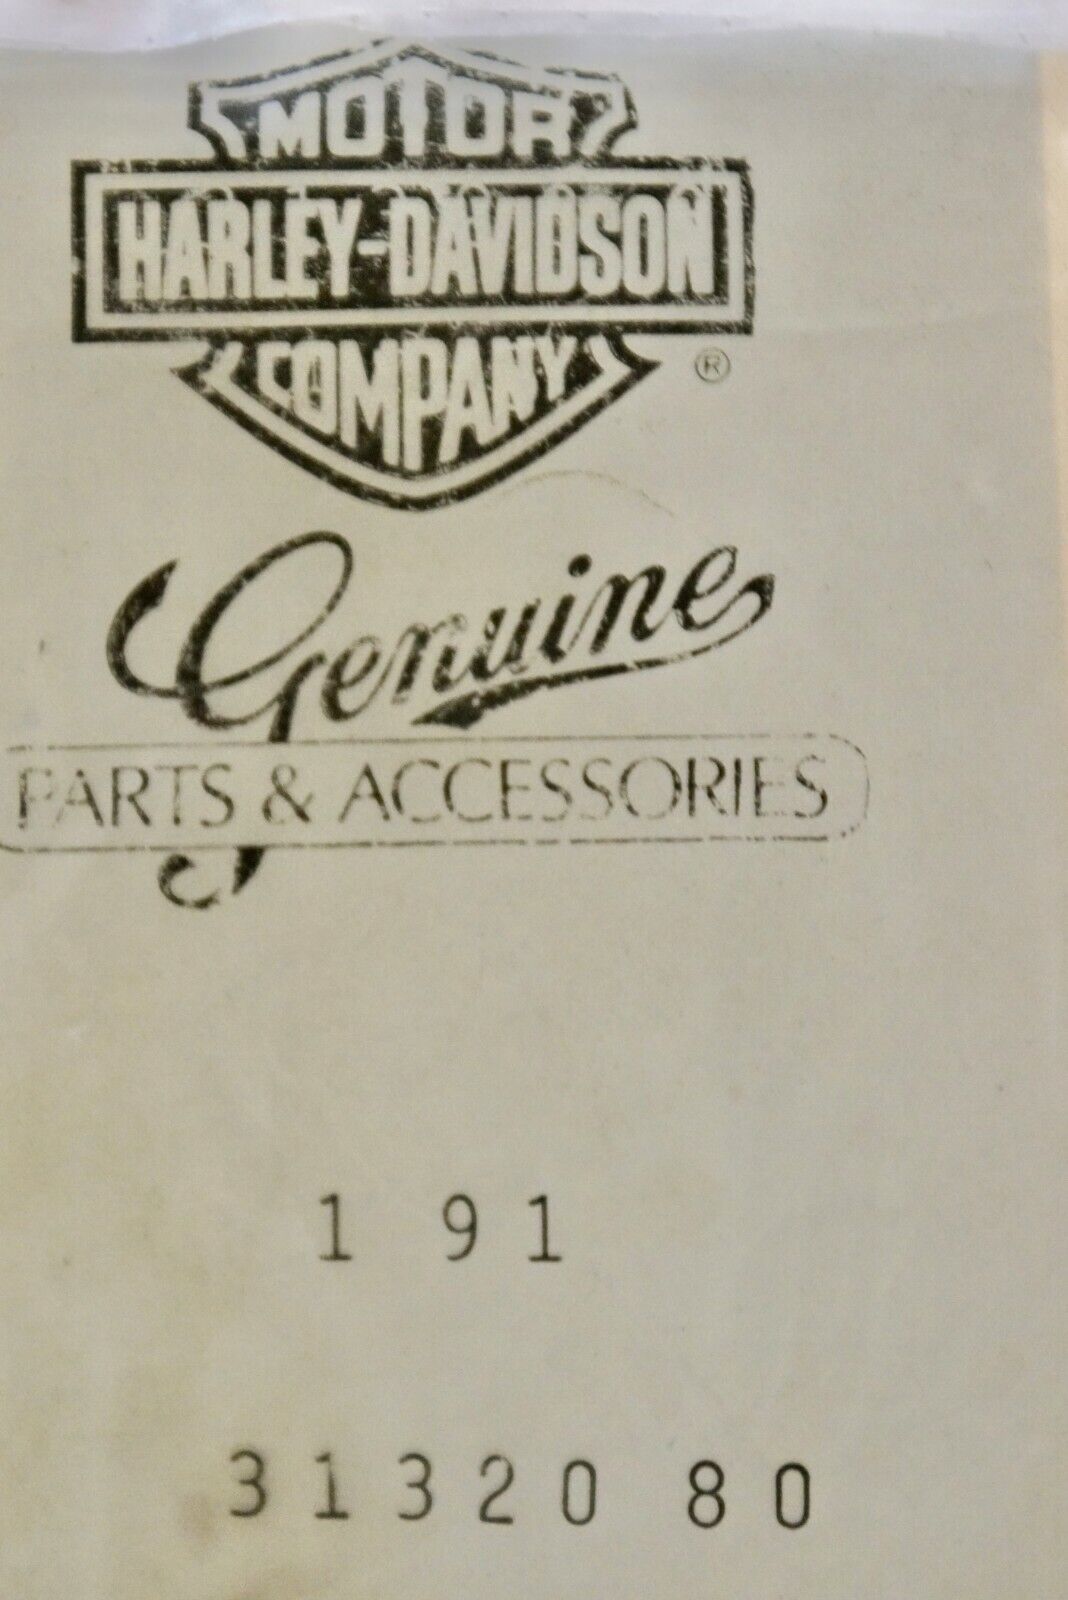 MOTOR
HARLEY-DAVIDSON
COMPANY
®
Genuine
PARTS & ACCESSORIES
1 91
31320 80